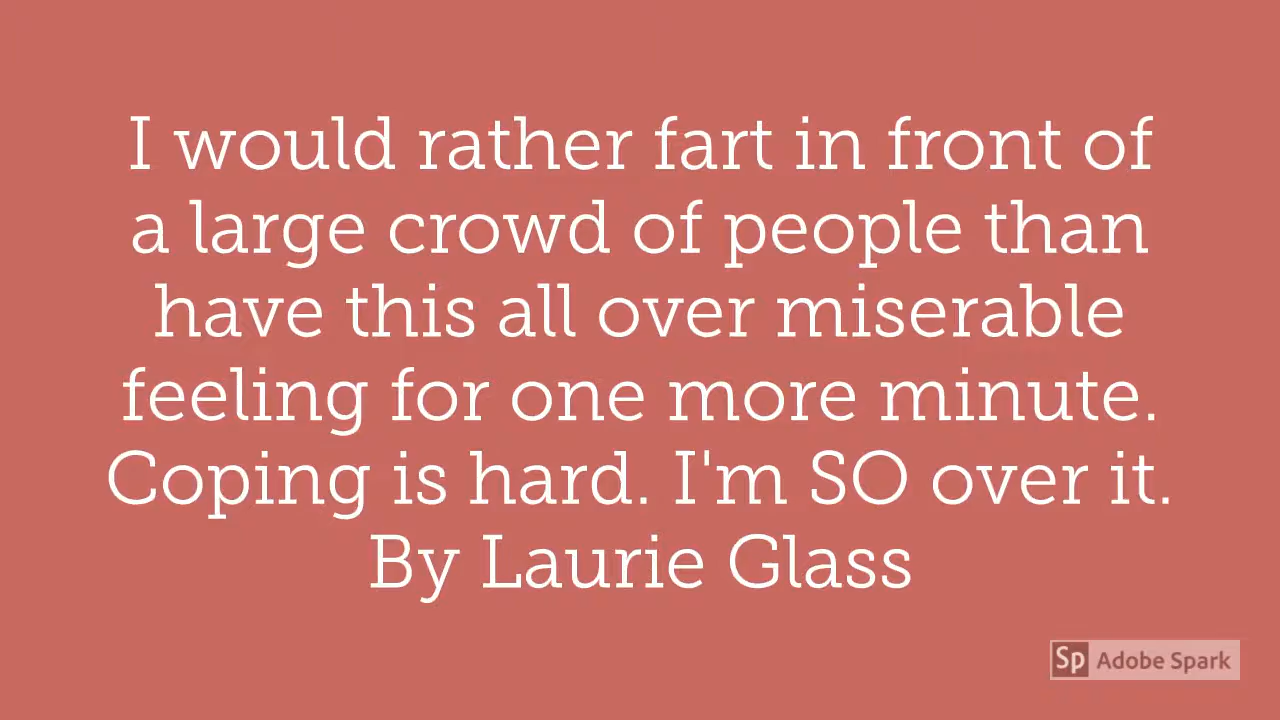 I would rather fart in front of
a large crowd of people than
have this all over miserable
feeling for one more minute.
Coping is hard. I'm SO over it.
By Laurie Glass
Sp Adobe Spark